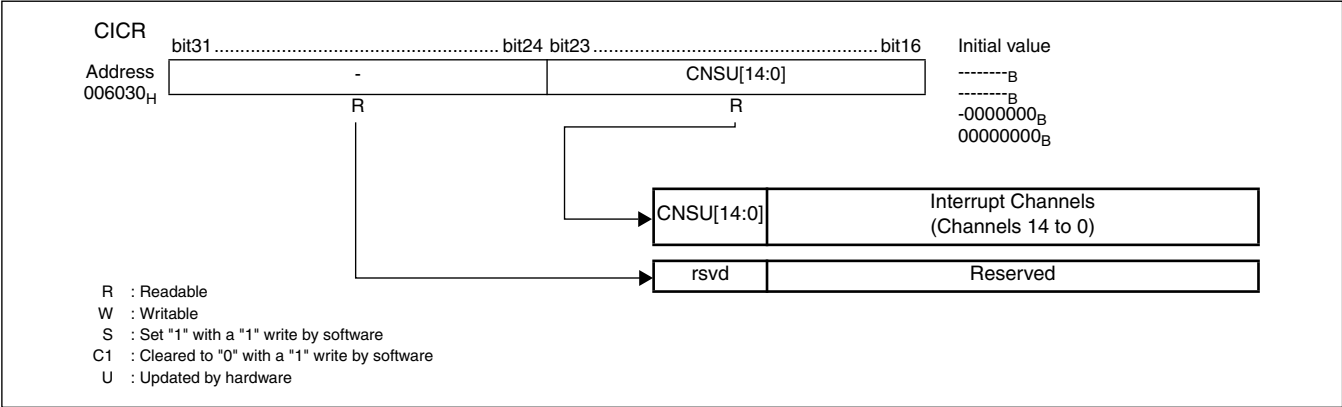 CICR
bit31 ........................................................ bit24 bit23 ........................................................ bit16 Initial value
Address 006030H - CNSU[14:0] --------B
R R --------B
-0000000B
00000000B
CNSU[14:0] Interrupt Channels
(Channels 14 to 0)
rsvd Reserved
R : Readable
W : Writable
S : Set "1" with a "1" write by software
C1 : Cleared to "0" with a "1" write by software
U : Updated by hardware